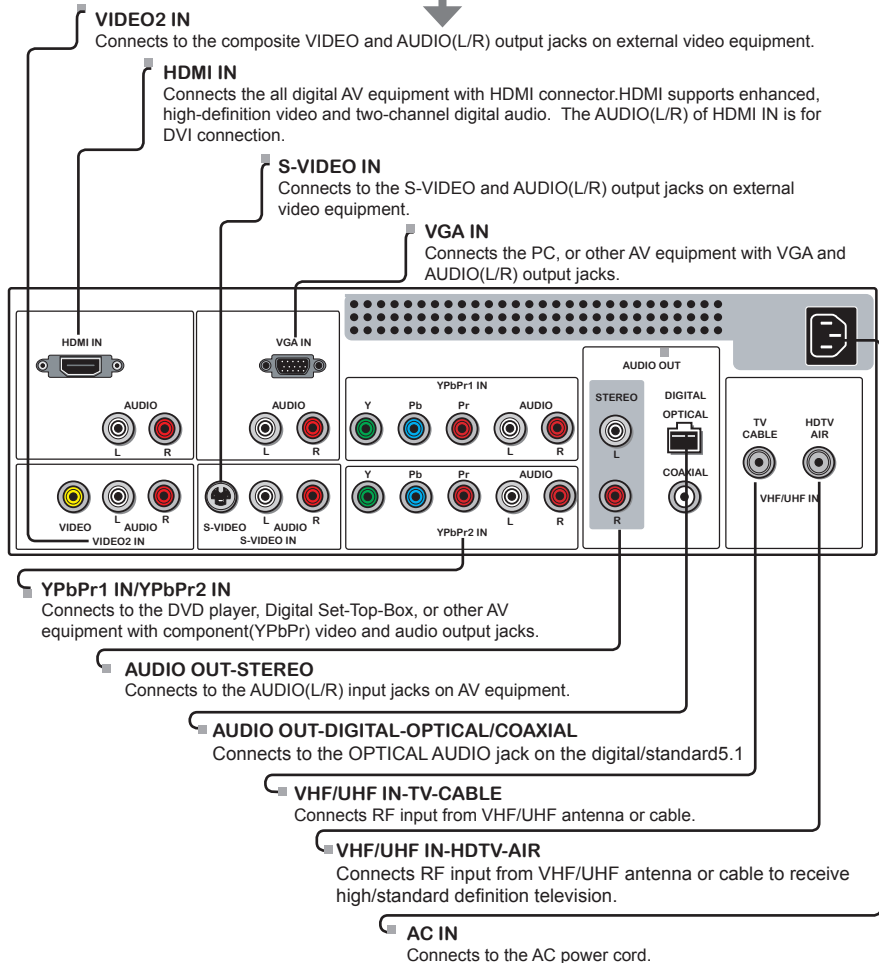 VIDEO2 IN
Connects to the composite VIDEO and AUDIO(L/R) output jacks on external video equipment.
HDMI IN
Connects the all digital AV equipment with HDMI connector.HDMI supports enhanced,
high-definition video and two-channel digital audio. The AUDIO(L/R) of HDMI IN is for
DVI connection.
S-VIDEO IN
Connects to the S-VIDEO and AUDIO(L/R) output jacks on external
video equipment.
VGA IN
Connects the PC, or other AV equipment with VGA and
AUDIO(L/R) output jacks.
HDMI IN
AUDIO
L R
VIDEO
L AUDIO R
VIDEO2 IN
VGA IN
AUDIO
L R
S-VIDEO
L AUDIO R
S-VIDEO IN
YPbPr1 IN
Y Pb Pr AUDIO
L R
Y Pb Pr AUDIO
L R
YPbPr2 IN
AUDIO OUT
STEREO
L
R
DIGITAL
OPTICAL
COAXIAL
TV
CABLE
HDTV
AIR
VHF/UHF IN
YPbPr1 IN/YPbPr2 IN
Connects to the DVD player, Digital Set-Top-Box, or other AV
equipment with component(YPbPr) video and audio output jacks.
AUDIO OUT-STEREO
Connects to the AUDIO(L/R) input jacks on AV equipment.
AUDIO OUT-DIGITAL-OPTICAL/COAXIAL
Connects to the OPTICAL AUDIO jack on the digital/standard5.1
VHF/UHF IN-TV-CABLE
Connects RF input from VHF/UHF antenna or cable.
VHF/UHF IN-HDTV-AIR
Connects RF input from VHF/UHF antenna or cable to receive
high/standard definition television.
AC IN
Connects to the AC power cord.